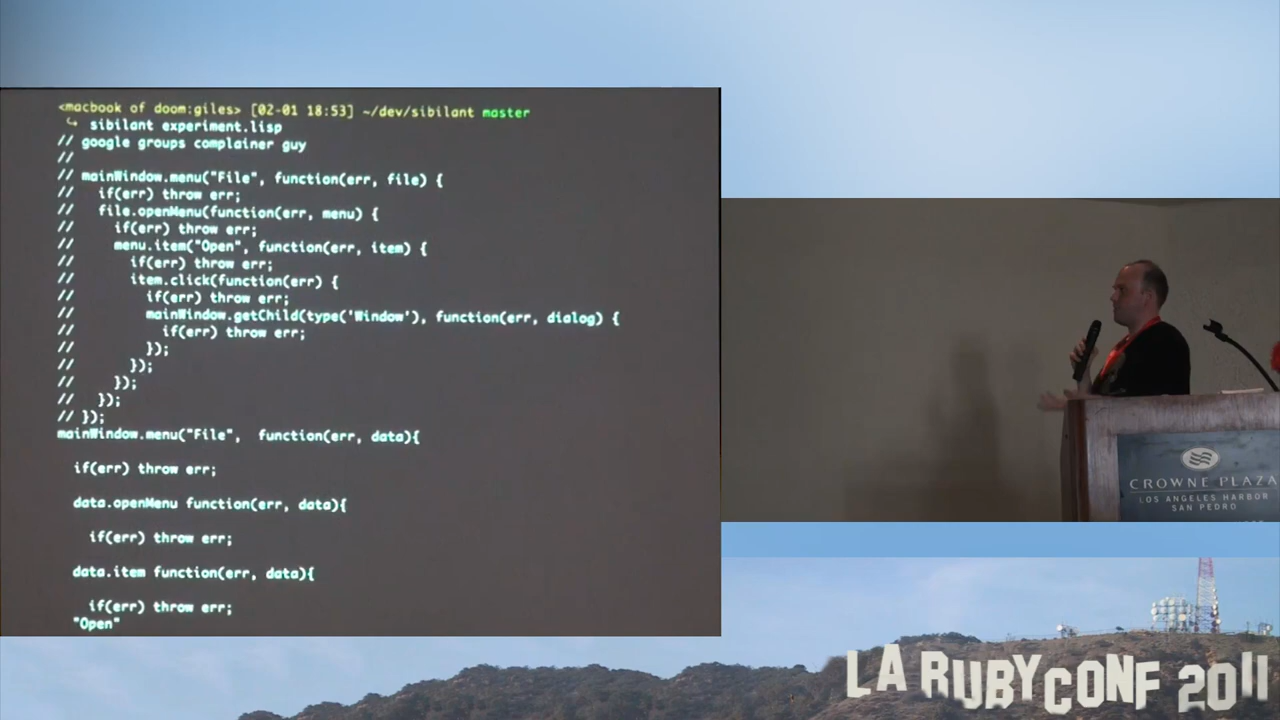 <macbook of doom:giles> [02-01 18:53] ~/dev/sibilant master
↳ sibilant experiment.lisp
// google groups complainer guy
//
// mainWindow.menu("File", function(err, file) {
//   if(err) throw err;
//   file.openMenu(function(err, menu) {
//     if(err) throw err;
//     menu.item("Open", function(err, item) {
//       if(err) throw err;
//       item.click(function(err) {
//         if(err) throw err;
//         mainWindow.getChild(type('Window'), function(err, dialog) {
//           if(err) throw err;
//         });
//       });
//     });
//   });
// });
mainWindow.menu("File",  function(err, data){
if(err) throw err;
data.openMenu function(err, data){
if(err) throw err;
data.item function(err, data){
if(err) throw err;
"Open"
CROWNE PLAZA
LOS ANGELES HARBOR
SAN PEDRO
LA RUBYCONF 2011